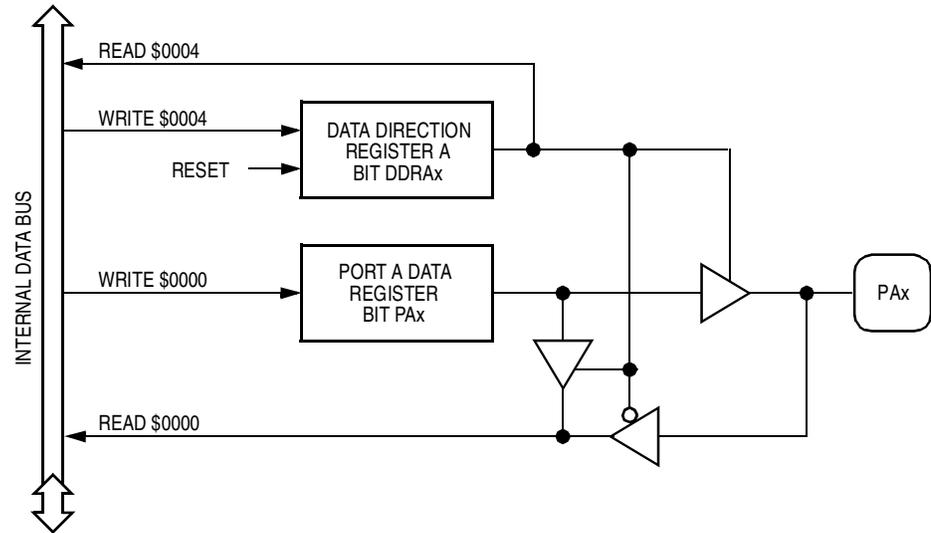 READ $0004
WRITE $0004
DATA DIRECTION
REGISTER A
BIT DDRAx
RESET
INTERNAL DATA BUS
WRITE $0000
PORT A DATA
REGISTER
BIT PAx
PAx
READ $0000